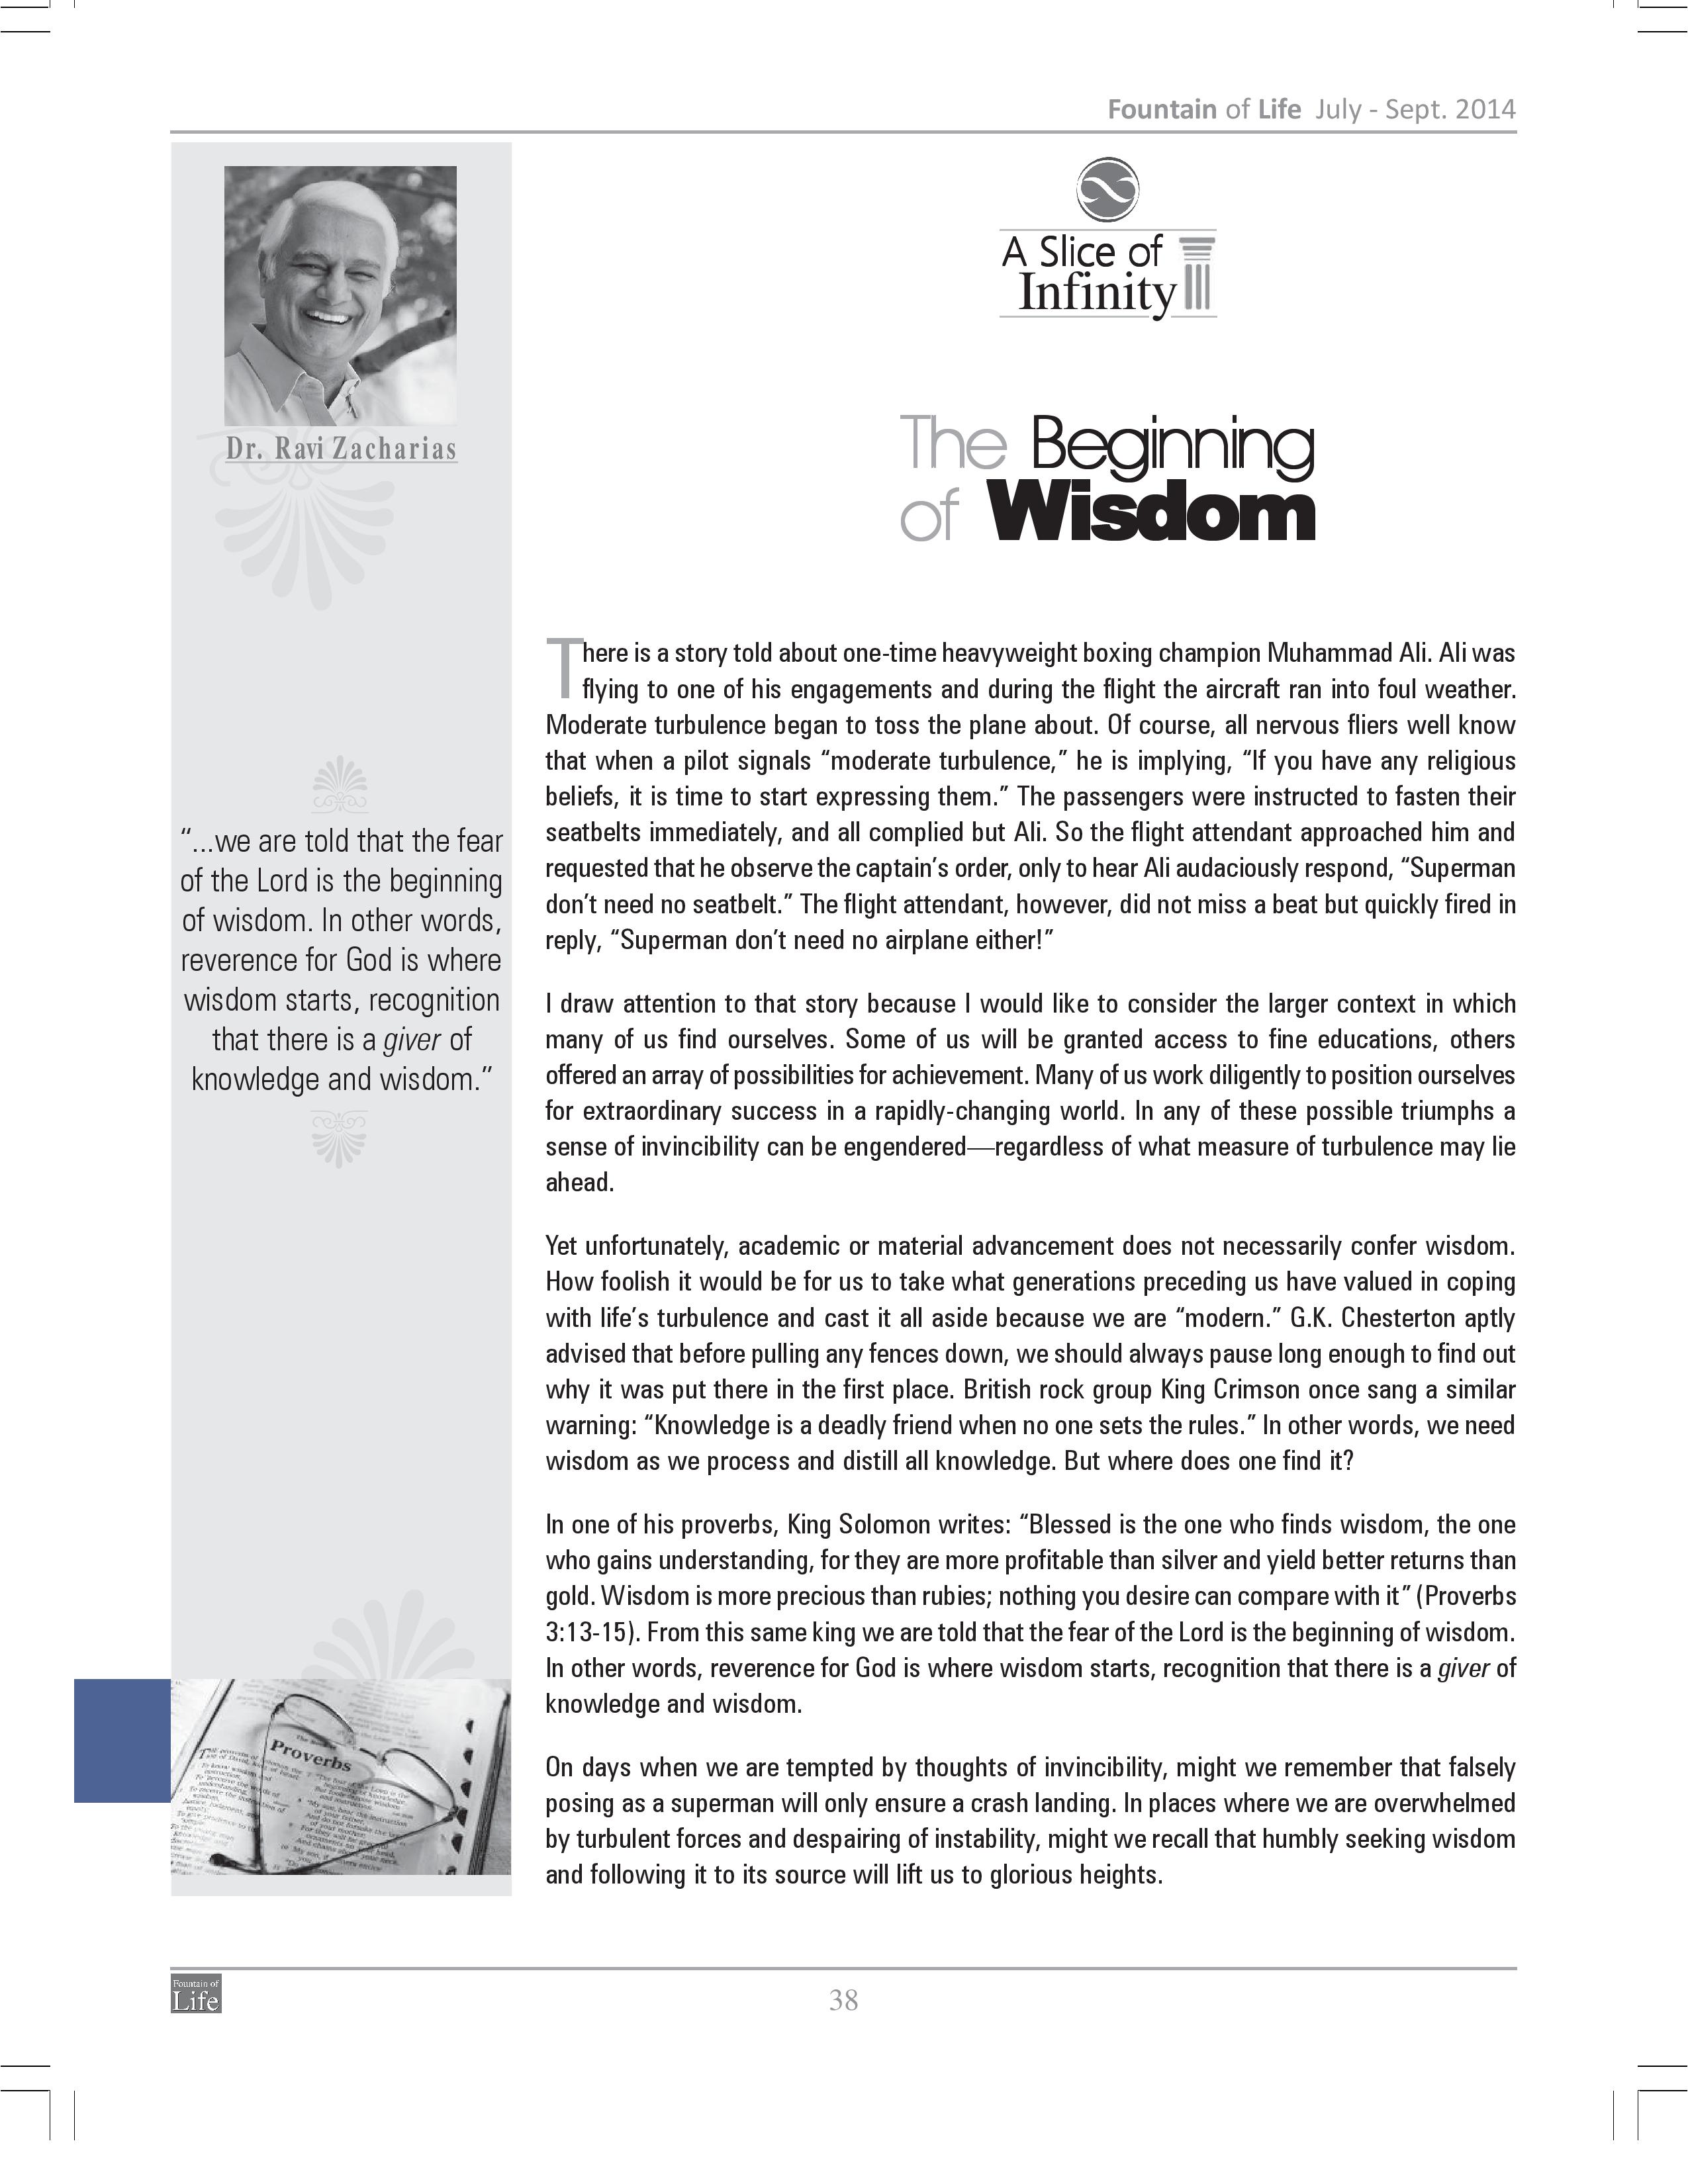 Fountain of Life July - Sept. 2014
Dr. Ravi Zacharias
“...we are told that the fear
of the Lord is the beginning
of wisdom. In other words,
reverence for God is where
wisdom starts, recognition
that there is a giver of
knowledge and wisdom.”
Proverbs
A Slice of
Infinity
The Beginning
of Wisdom
There is a story told about one-time heavyweight boxing champion Muhammad Ali. Ali was
flying to one of his engagements and during the flight the aircraft ran into foul weather.
Moderate turbulence began to toss the plane about. Of course, all nervous fliers well know
that when a pilot signals “moderate turbulence,” he is implying, “If you have any religious
beliefs, it is time to start expressing them.” The passengers were instructed to fasten their
seatbelts immediately, and all complied but Ali. So the flight attendant approached him and
requested that he observe the captain’s order, only to hear Ali audaciously respond, “Superman
don’t need no seatbelt.” The flight attendant, however, did not miss a beat but quickly fired in
reply, “Superman don’t need no airplane either!”
I draw attention to that story because I would like to consider the larger context in which
many of us find ourselves. Some of us will be granted access to fine educations, others
offered an array of possibilities for achievement. Many of us work diligently to position ourselves
for extraordinary success in a rapidly-changing world. In any of these possible triumphs a
sense of invincibility can be engendered—regardless of what measure of turbulence may lie
ahead.
Yet unfortunately, academic or material advancement does not necessarily confer wisdom.
How foolish it would be for us to take what generations preceding us have valued in coping
with life’s turbulence and cast it all aside because we are “modern.” G.K. Chesterton aptly
advised that before pulling any fences down, we should always pause long enough to find out
why it was put there in the first place. British rock group King Crimson once sang a similar
warning: “Knowledge is a deadly friend when no one sets the rules.” In other words, we need
wisdom as we process and distill all knowledge. But where does one find it?
In one of his proverbs, King Solomon writes: “Blessed is the one who finds wisdom, the one
who gains understanding, for they are more profitable than silver and yield better returns than
gold. Wisdom is more precious than rubies; nothing you desire can compare with it” (Proverbs
3:13-15). From this same king we are told that the fear of the Lord is the beginning of wisdom.
In other words, reverence for God is where wisdom starts, recognition that there is a giver of
knowledge and wisdom.
On days when we are tempted by thoughts of invincibility, might we remember that falsely
posing as a superman will only ensure a crash landing. In places where we are overwhelmed
by turbulent forces and despairing of instability, might we recall that humbly seeking wisdom
and following it to its source will lift us to glorious heights.
Fountain of
Life
38